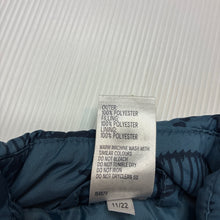 OUTER:
100% POLYESTER
FILLING:
100% POLYESTER
LINING:
100% POLYESTER
WARM MACHINE WASH WITH
SIMILAR COLOURS
DO NOT BLEACH
DO NOT TUMBLE DRY
DO NOT IRON
DO NOT DRYCLEAN
11/22